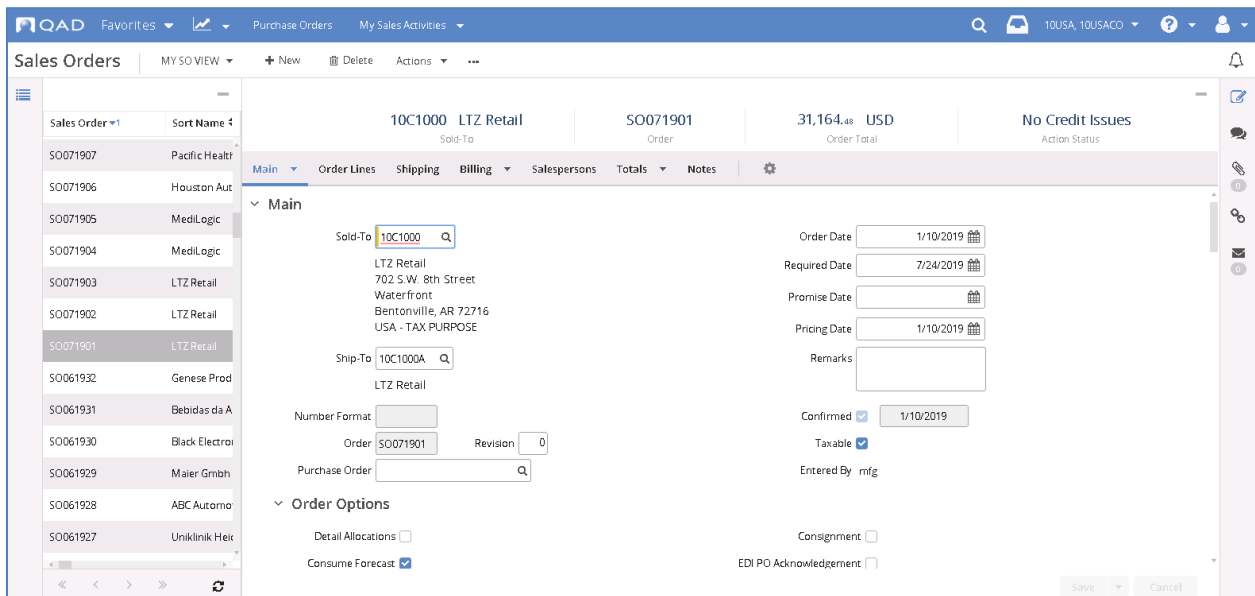 QAD Favorites Purchase Orders My Sales Activities 10USA, 10USACO ?
Sales Orders MY SO VIEW + New Delete Actions ...
Sales Order 1 Sort Name
SO071907 Pacific Health
SO071906 Houston Aut
SO071905 MediLogic
SO071904 MediLogic
SO071903 LTZ Retail
SO071902 LTZ Retail
SO071901 LTZ Retail
SO061932 Genese Prod
SO061931 Bebidas da A
SO061930 Black Electro
SO061929 Maier Gmbh
SO061928 ABC Automo
SO061927 Uniklinik Heid
10C1000 LTZ Retail SO071901 31,164.48 USD No Credit Issues
Sold-To Order Order Total Action Status
Main Order Lines Shipping Billing Salespersons Totals Notes
Main
Sold-To 10C1000
LTZ Retail
702 S.W. 8th Street
Waterfront
Bentonville, AR 72716
USA - TAX PURPOSE
Ship-To 10C1000A
LTZ Retail
Number Format
Order SO071901 Revision 0
Purchase Order
Order Date 1/10/2019
Required Date 7/24/2019
Promise Date
Pricing Date 1/10/2019
Remarks
Confirmed 1/10/2019
Taxable
Entered By mfg
Order Options
Detail Allocations
Consume Forecast
Consignment
EDI PO Acknowledgement
Save Cancel
0
0